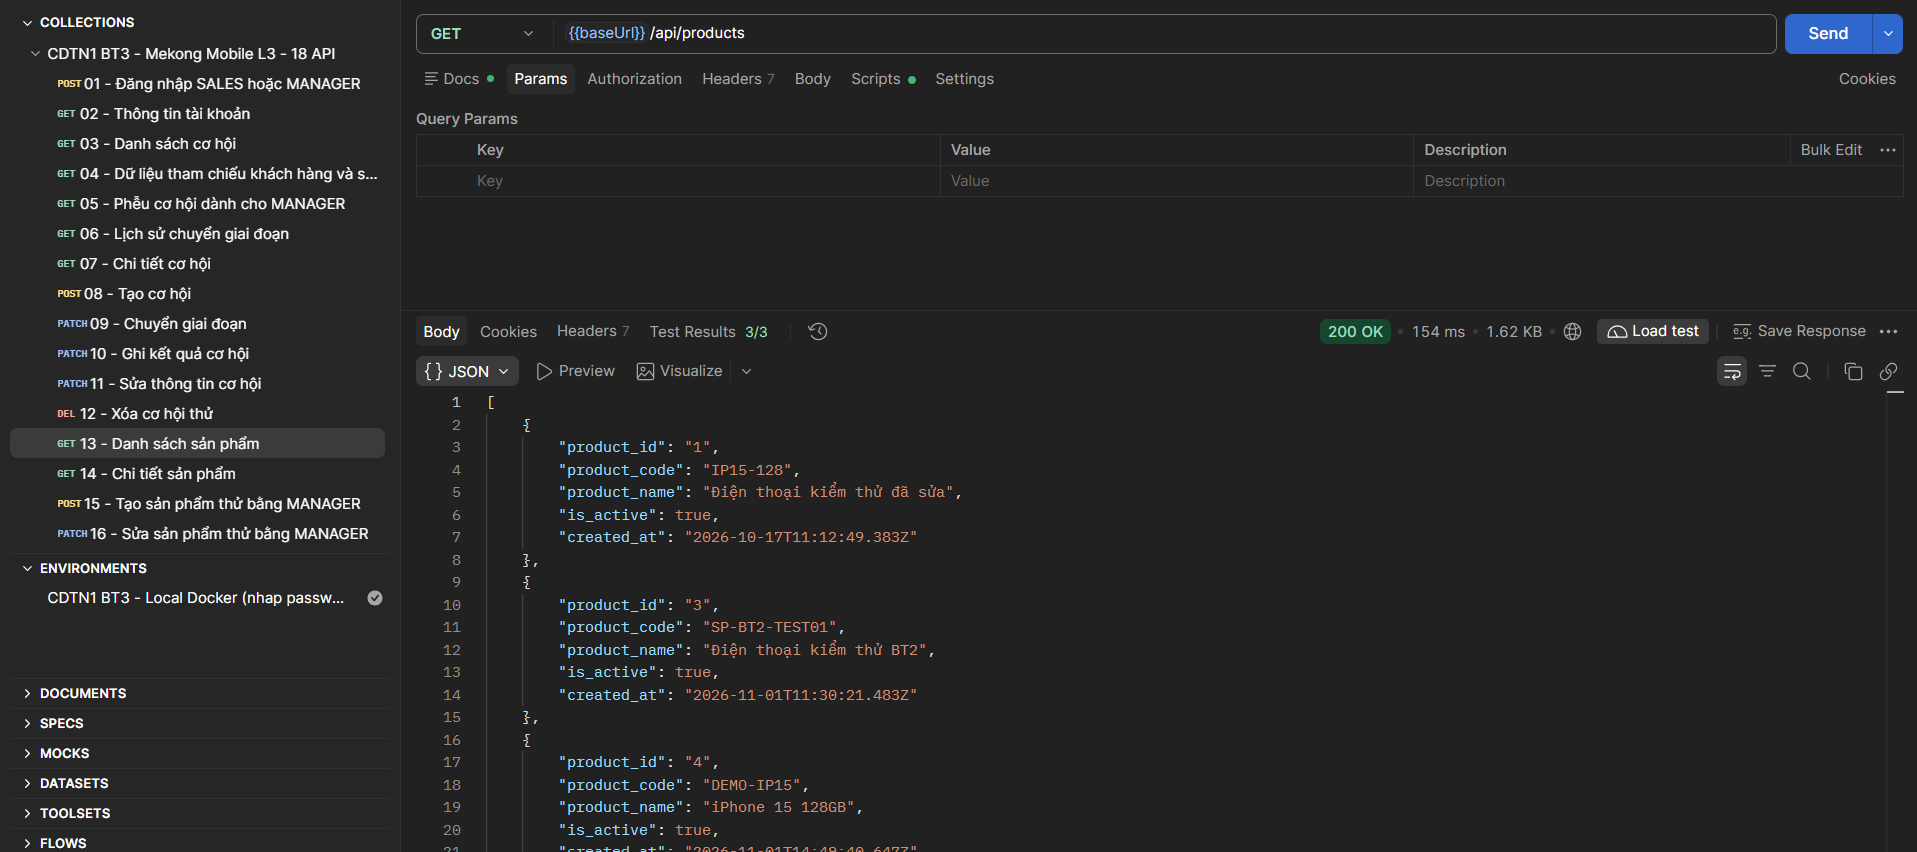 COLLECTIONS
CDTN1 BT3 - Mekong Mobile L3 - 18 API
POST 01 - Đăng nhập SALES hoặc MANAGER
GET 02 - Thông tin tài khoản
GET 03 - Danh sách cơ hội
GET 04 - Dữ liệu tham chiếu khách hàng và s...
GET 05 - Phễu cơ hội dành cho MANAGER
GET 06 - Lịch sử chuyển giai đoạn
GET 07 - Chi tiết cơ hội
POST 08 - Tạo cơ hội
PATCH 09 - Chuyển giai đoạn
PATCH 10 - Ghi kết quả cơ hội
PATCH 11 - Sửa thông tin cơ hội
DEL 12 - Xóa cơ hội thử
GET 13 - Danh sách sản phẩm
GET 14 - Chi tiết sản phẩm
POST 15 - Tạo sản phẩm thử bằng MANAGER
PATCH 16 - Sửa sản phẩm thử bằng MANAGER
ENVIRONMENTS
CDTN1 BT3 - Local Docker (nhap passw...
DOCUMENTS
SPECS
MOCKS
DATASETS
TOOLSETS
FLOWS
GET {{baseUrl}} /api/products Send
Docs Params Authorization Headers 7 Body Scripts Settings Cookies
Query Params
Key Value Description Bulk Edit
Key Value Description
Body Cookies Headers 7 Test Results 3/3 200 OK 154 ms 1.62 KB Load test e.g. Save Response
{} JSON Preview Visualize
1 [
2 {
3 "product_id": "1",
4 "product_code": "IP15-128",
5 "product_name": "Điện thoại kiểm thử đã sửa",
6 "is_active": true,
7 "created_at": "2026-10-17T11:12:49.383Z"
8 },
9 {
10 "product_id": "3",
11 "product_code": "SP-BT2-TEST01",
12 "product_name": "Điện thoại kiểm thử BT2",
13 "is_active": true,
14 "created_at": "2026-11-01T11:30:21.483Z"
15 },
16 {
17 "product_id": "4",
18 "product_code": "DEMO-IP15",
19 "product_name": "iPhone 15 128GB",
20 "is_active": true,
21 "created_at": "2026-11-01T14:49:40.647Z"